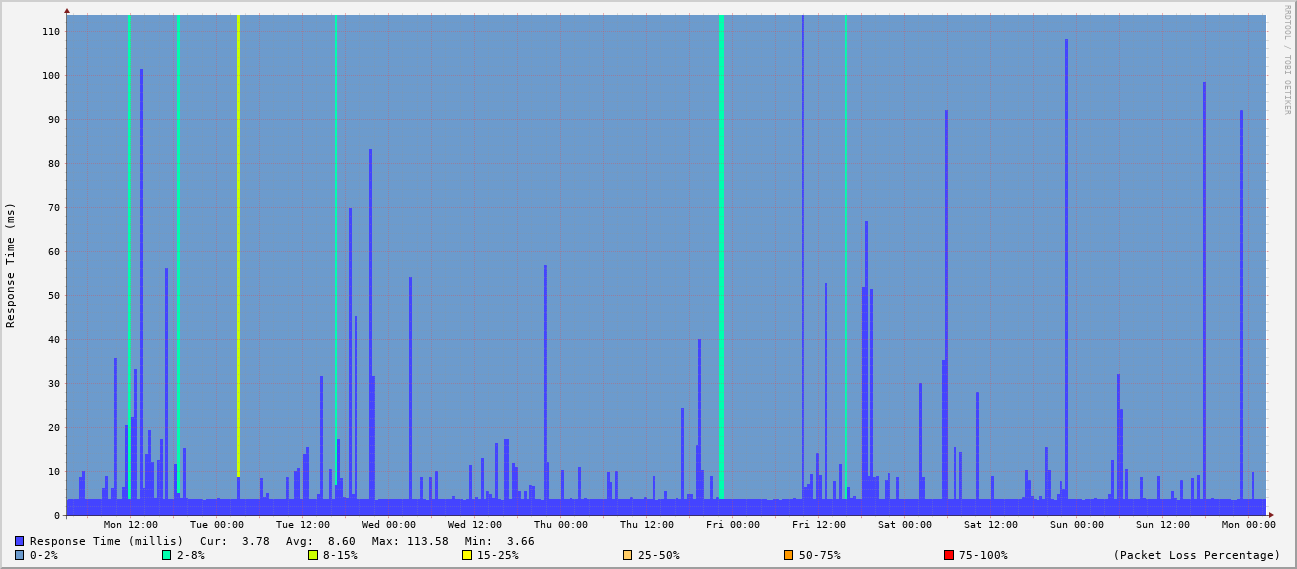 RRDTOOL / TOBI OETIKER
Response Time (ms)
110
100
90
80
70
60
50
40
30
20
10
0
Mon 12:00 Tue 00:00 Tue 12:00 Wed 00:00 Wed 12:00 Thu 00:00 Thu 12:00 Fri 00:00 Fri 12:00 Sat 00:00 Sat 12:00 Sun 00:00 Sun 12:00 Mon 00:00
Response Time (millis) Cur: 3.78 Avg: 8.60 Max: 113.58 Min: 3.66
0-2% 2-8% 8-15% 15-25% 25-50% 50-75% 75-100% (Packet Loss Percentage)